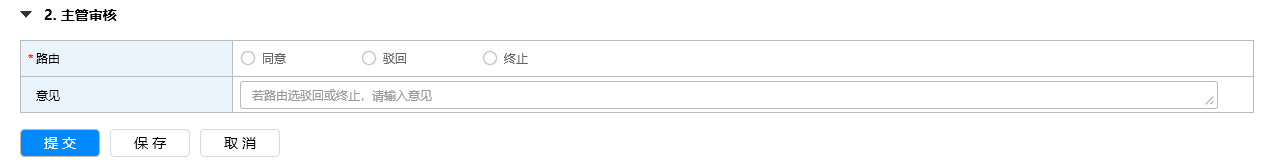 2. 主管审核
*路由 同意 驳回 终止
意见 若路由选驳回或终止，请输入意见
提 交 保 存 取 消